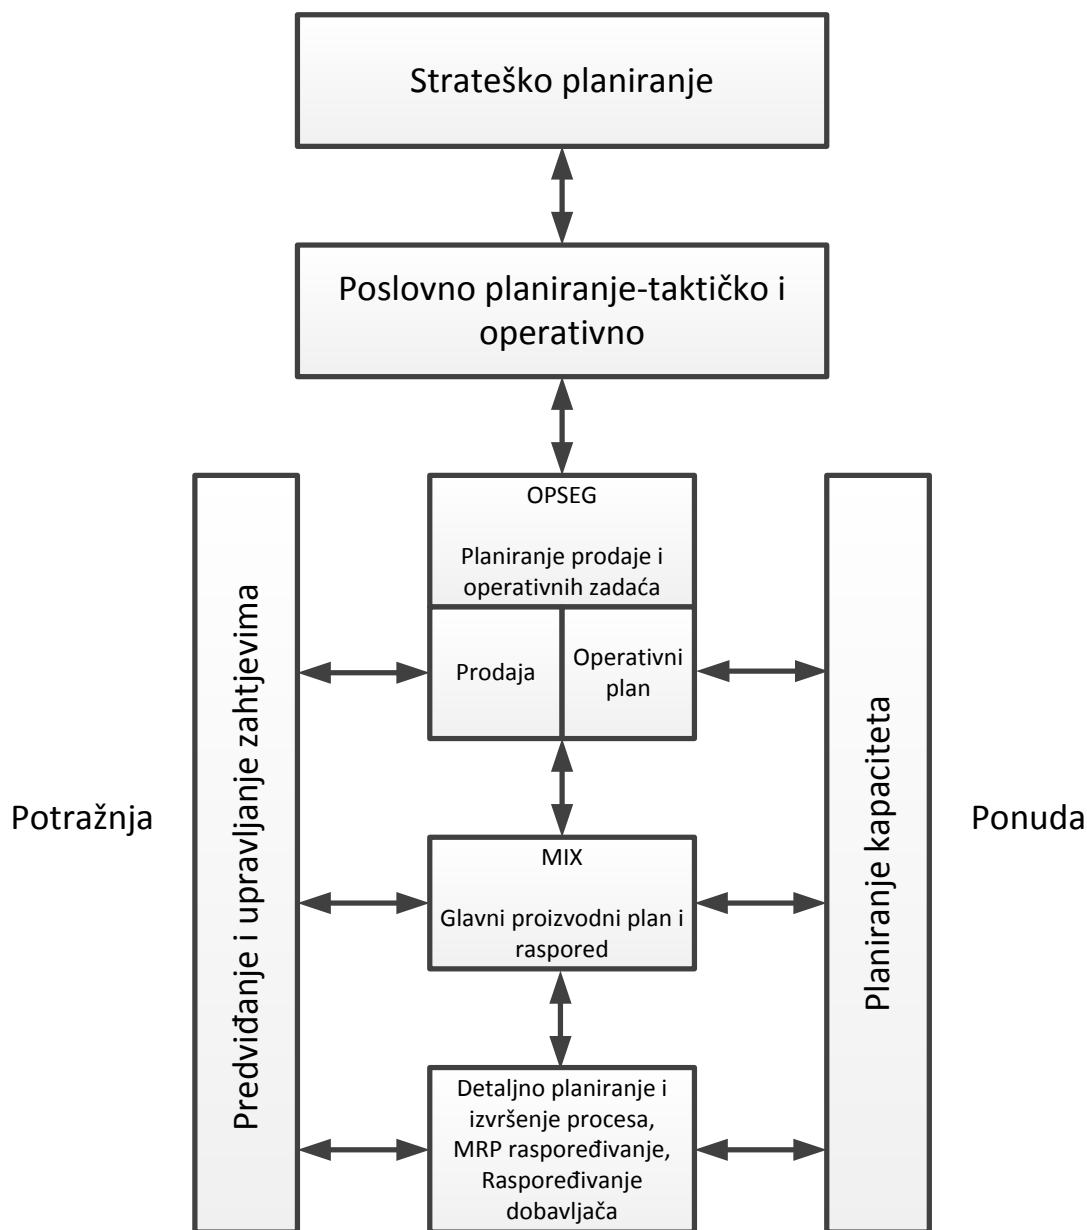 Strateško planiranje
Poslovno planiranje-taktičko i
operativno
OPSEG
Planiranje prodaje i
operativnih zadaća
Prodaja
Operativni
plan
Predviđanje i upravljanje zahtjevima
Planiranje kapaciteta
Potražnja
Ponuda
MIX
Glavni proizvodni plan i
raspored
Detaljno planiranje i
izvršenje procesa,
MRP raspoređivanje,
Raspoređivanje
dobavljača